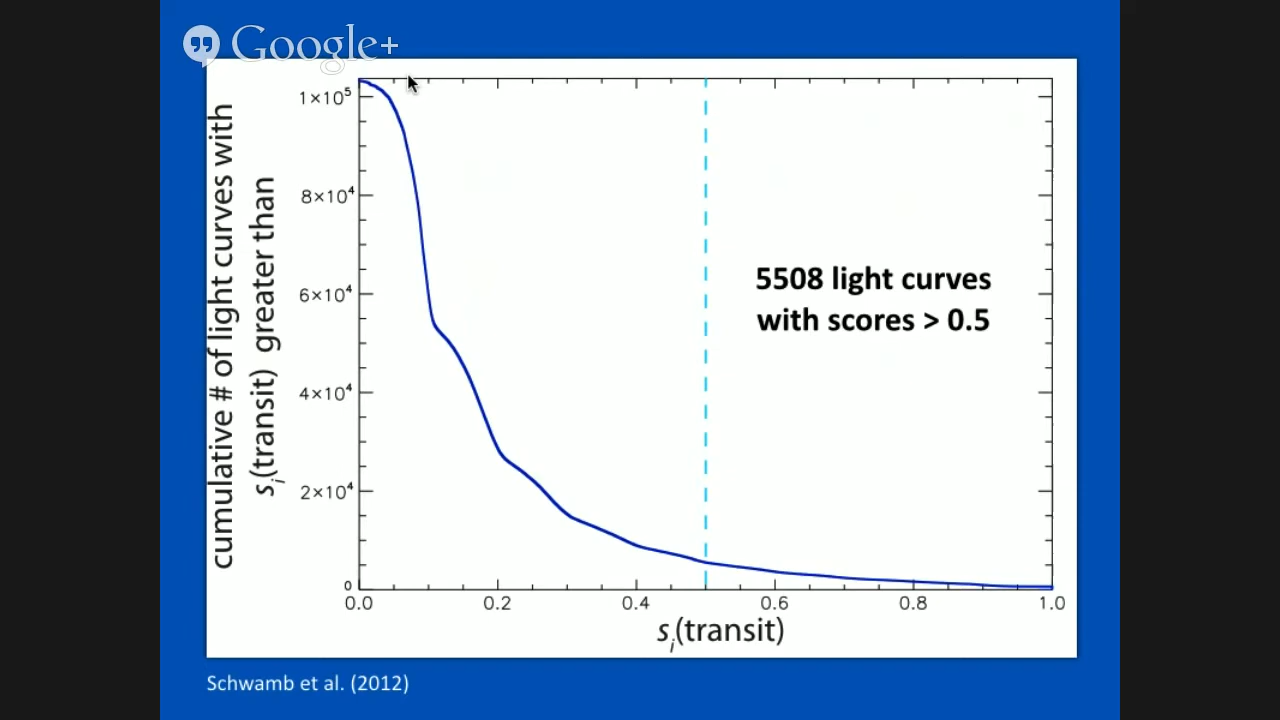 Google+
cumulative # of light curves with
s_i(transit) greater than
1×10⁵
8×10⁴
6×10⁴
4×10⁴
2×10⁴
0
5508 light curves
with scores > 0.5
0.0 0.2 0.4 0.6 0.8 1.0
s_i(transit)
Schwamb et al. (2012)